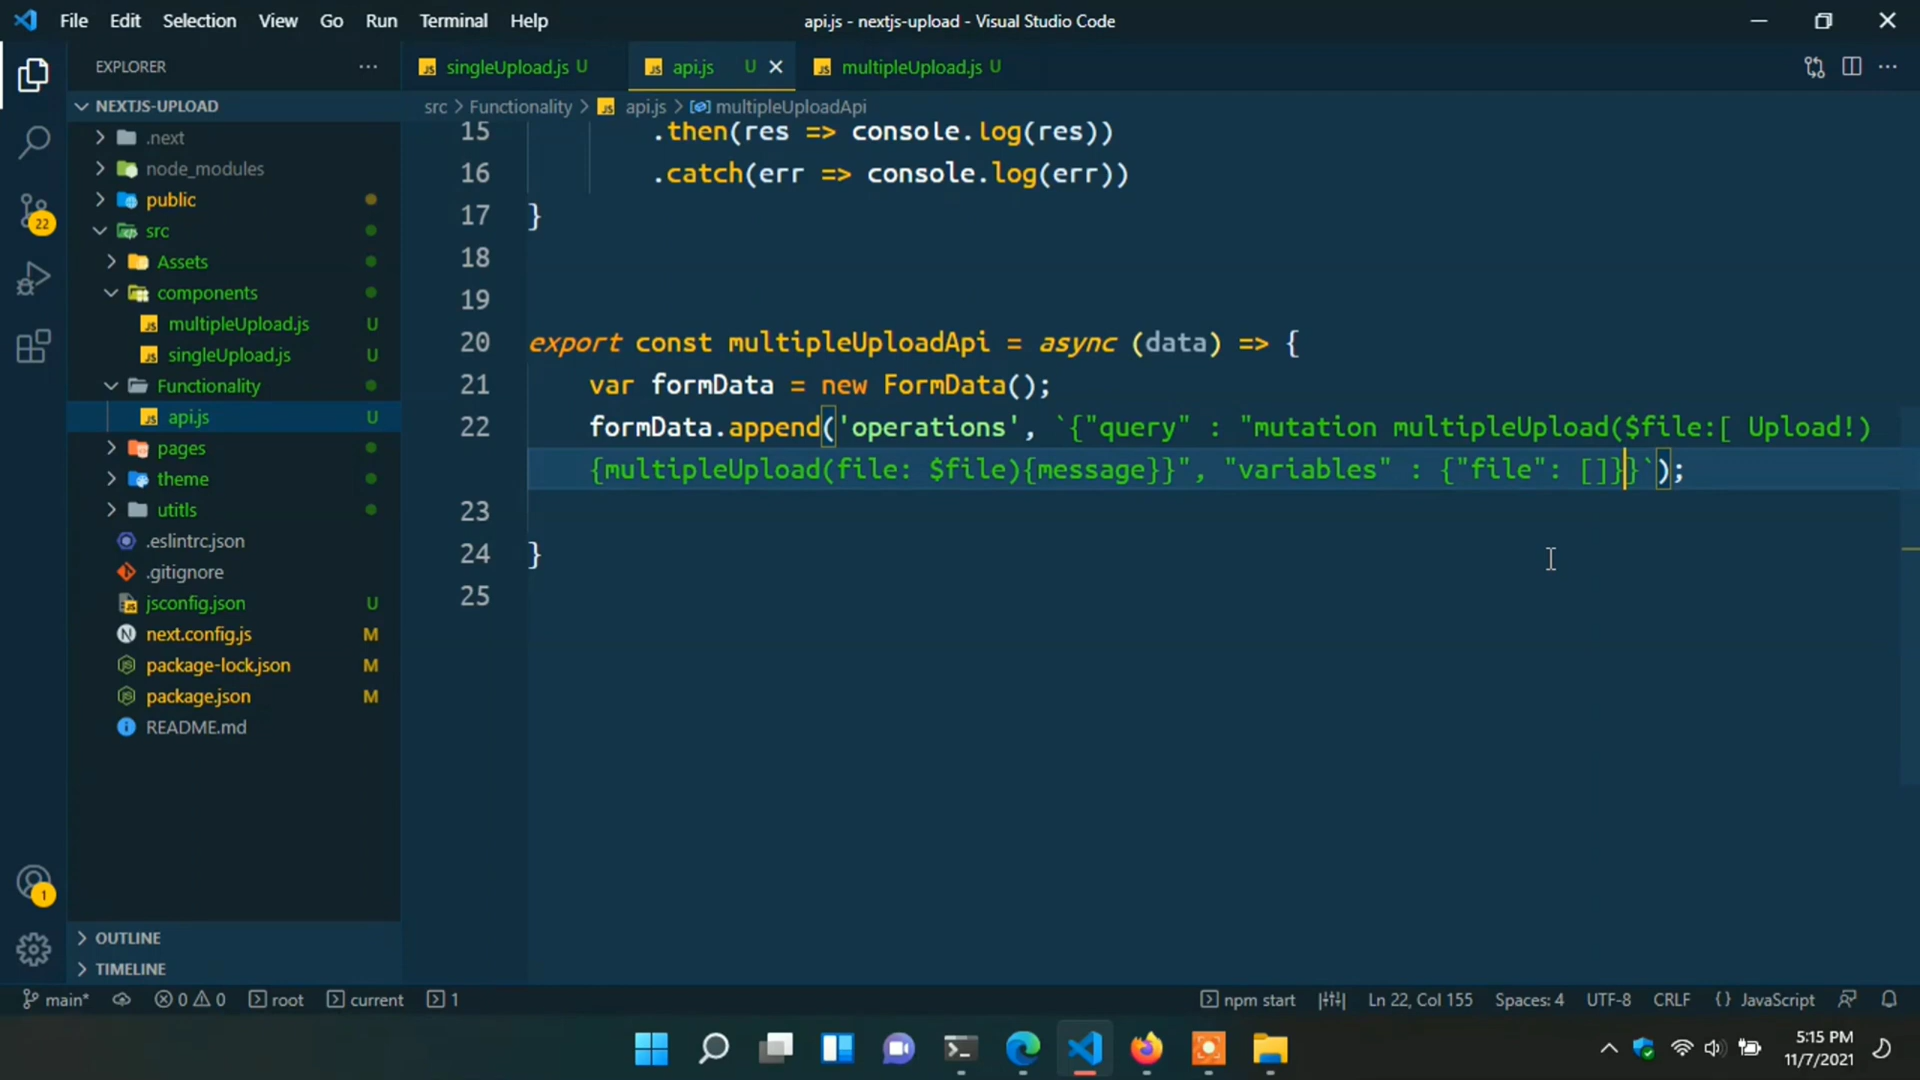 File Edit Selection View Go Run Terminal Help
api.js - nextjs-upload - Visual Studio Code
EXPLORER
singleUpload.js U
api.js U
multipleUpload.js U
NEXTJS-UPLOAD
src > Functionality > JS api.js > multipleUploadApi
.next
node_modules
public
src
Assets
components
JS multipleUpload.js U
JS singleUpload.js U
Functionality
JS api.js U
pages
theme
utitls
.eslintrc.json
.gitignore
jsconfig.json U
next.config.js M
package-lock.json M
package.json M
README.md
OUTLINE
TIMELINE
22
1
15 .then(res => console.log(res))
16 .catch(err => console.log(err))
17 }
18
19
20 export const multipleUploadApi = async (data) => {
21 var formData = new FormData();
22 formData.append('operations', `{"query" : "mutation multipleUpload($file:[ Upload!)
{multipleUpload(file: $file){message}}", "variables" : {"file": []}}`);
23
24 }
25
main* 0 0 root current 1
npm start Ln 22, Col 155 Spaces: 4 UTF-8 CRLF {} JavaScript
5:15 PM
11/7/2021